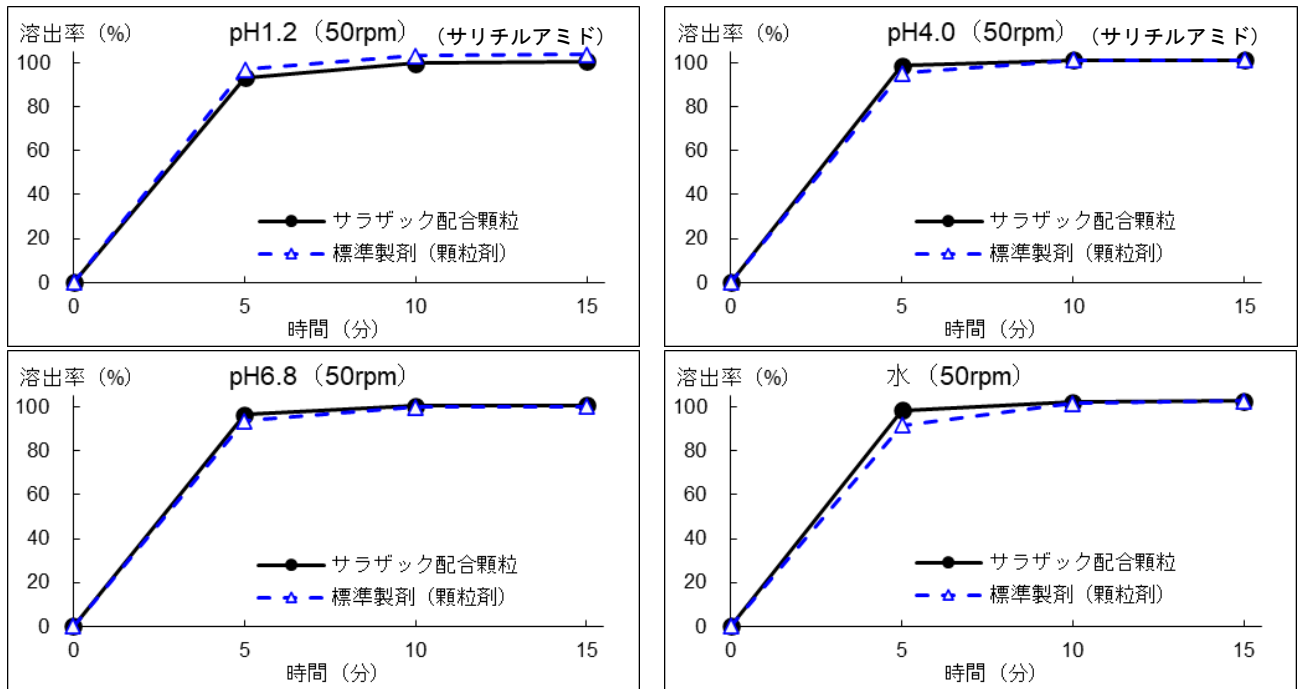 溶出率 (%) pH1.2（50rpm）（サリチルアミド）
100
80
60
40
20
0
サラザック配合顆粒
標準製剤（顆粒剤）
0 5 10 15
時間（分）
溶出率 (%) pH4.0（50rpm）（サリチルアミド）
100
80
60
40
20
0
サラザック配合顆粒
標準製剤（顆粒剤）
0 5 10 15
時間（分）
溶出率 (%) pH6.8（50rpm）
100
80
60
40
20
0
サラザック配合顆粒
標準製剤（顆粒剤）
0 5 10 15
時間（分）
溶出率 (%) 水（50rpm）
100
80
60
40
20
0
サラザック配合顆粒
標準製剤（顆粒剤）
0 5 10 15
時間（分）